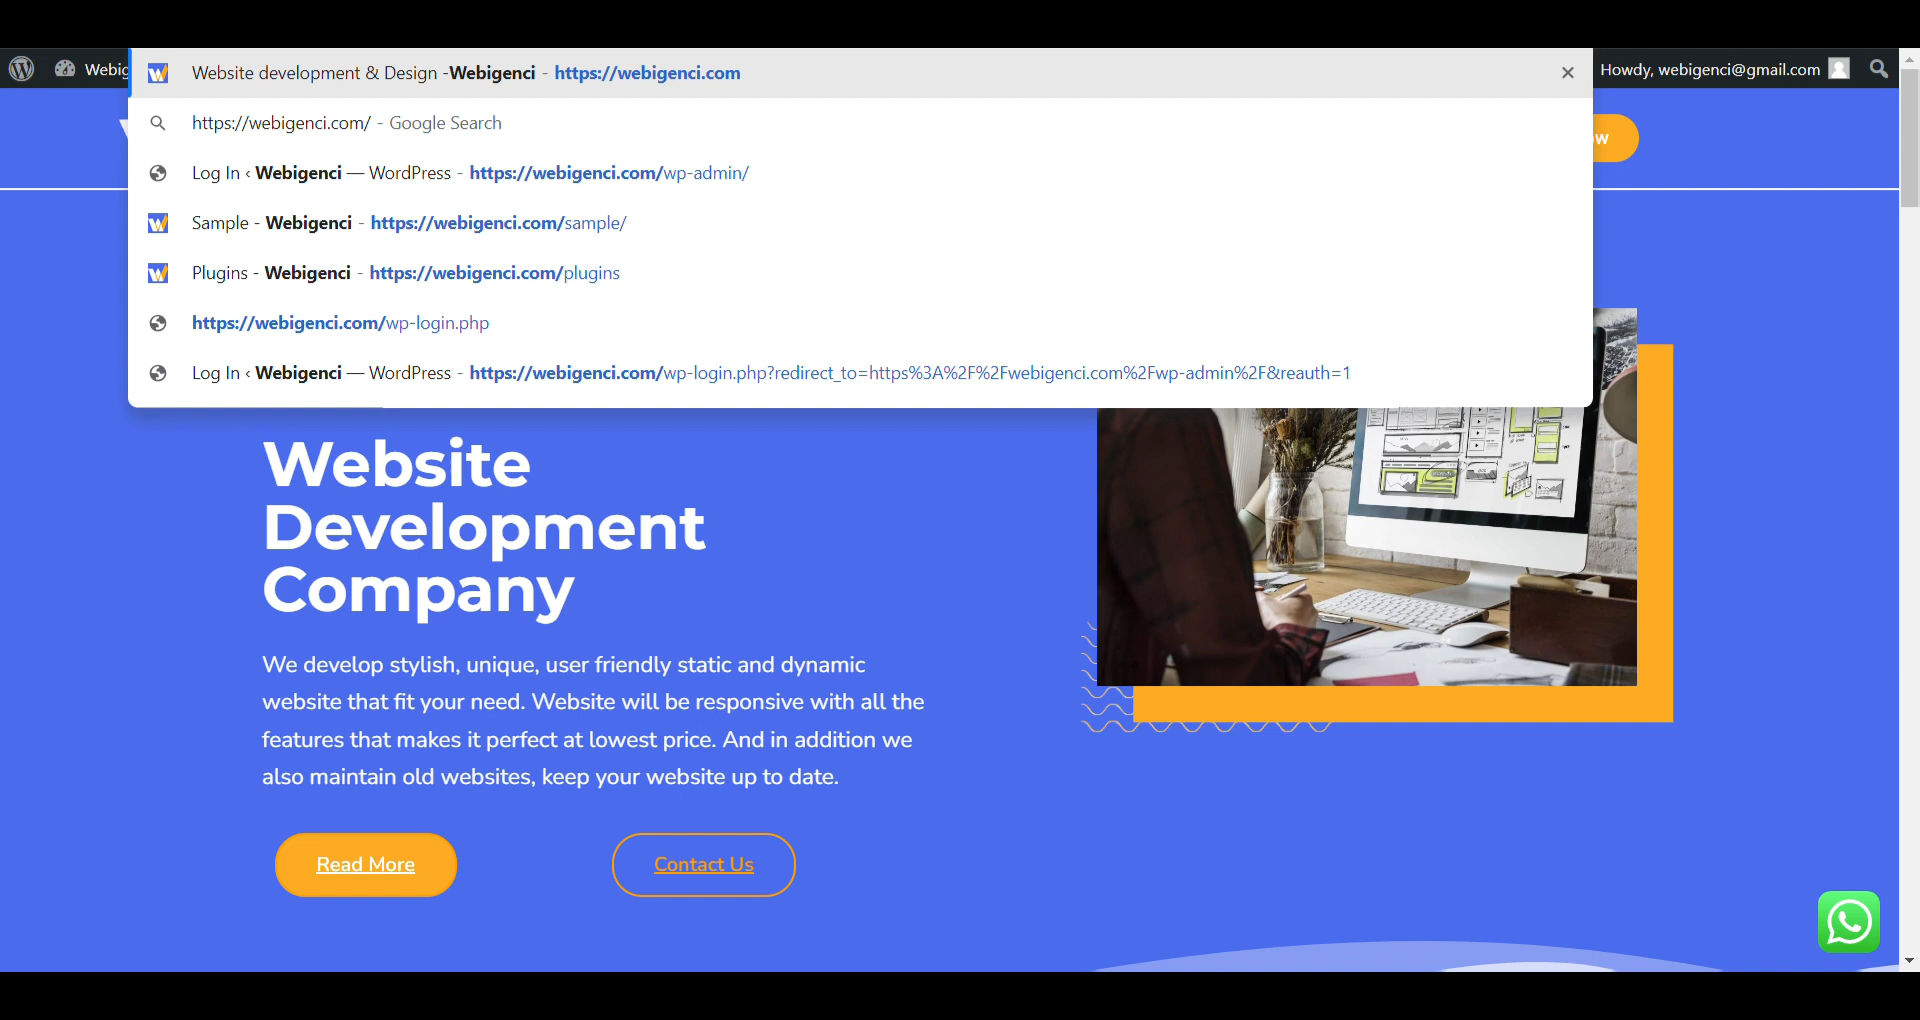 Webig
Howdy, webigenci@gmail.com
Website development & Design -Webigenci - https://webigenci.com
https://webigenci.com/ - Google Search
Log In ‹ Webigenci — WordPress - https://webigenci.com/wp-admin/
Sample - Webigenci - https://webigenci.com/sample/
Plugins - Webigenci - https://webigenci.com/plugins
https://webigenci.com/wp-login.php
Log In ‹ Webigenci — WordPress - https://webigenci.com/wp-login.php?redirect_to=https%3A%2F%2Fwebigenci.com%2Fwp-admin%2F&reauth=1
Website
Development
Company
We develop stylish, unique, user friendly static and dynamic
website that fit your need. Website will be responsive with all the
features that makes it perfect at lowest price. And in addition we
also maintain old websites, keep your website up to date.
Read More
Contact Us